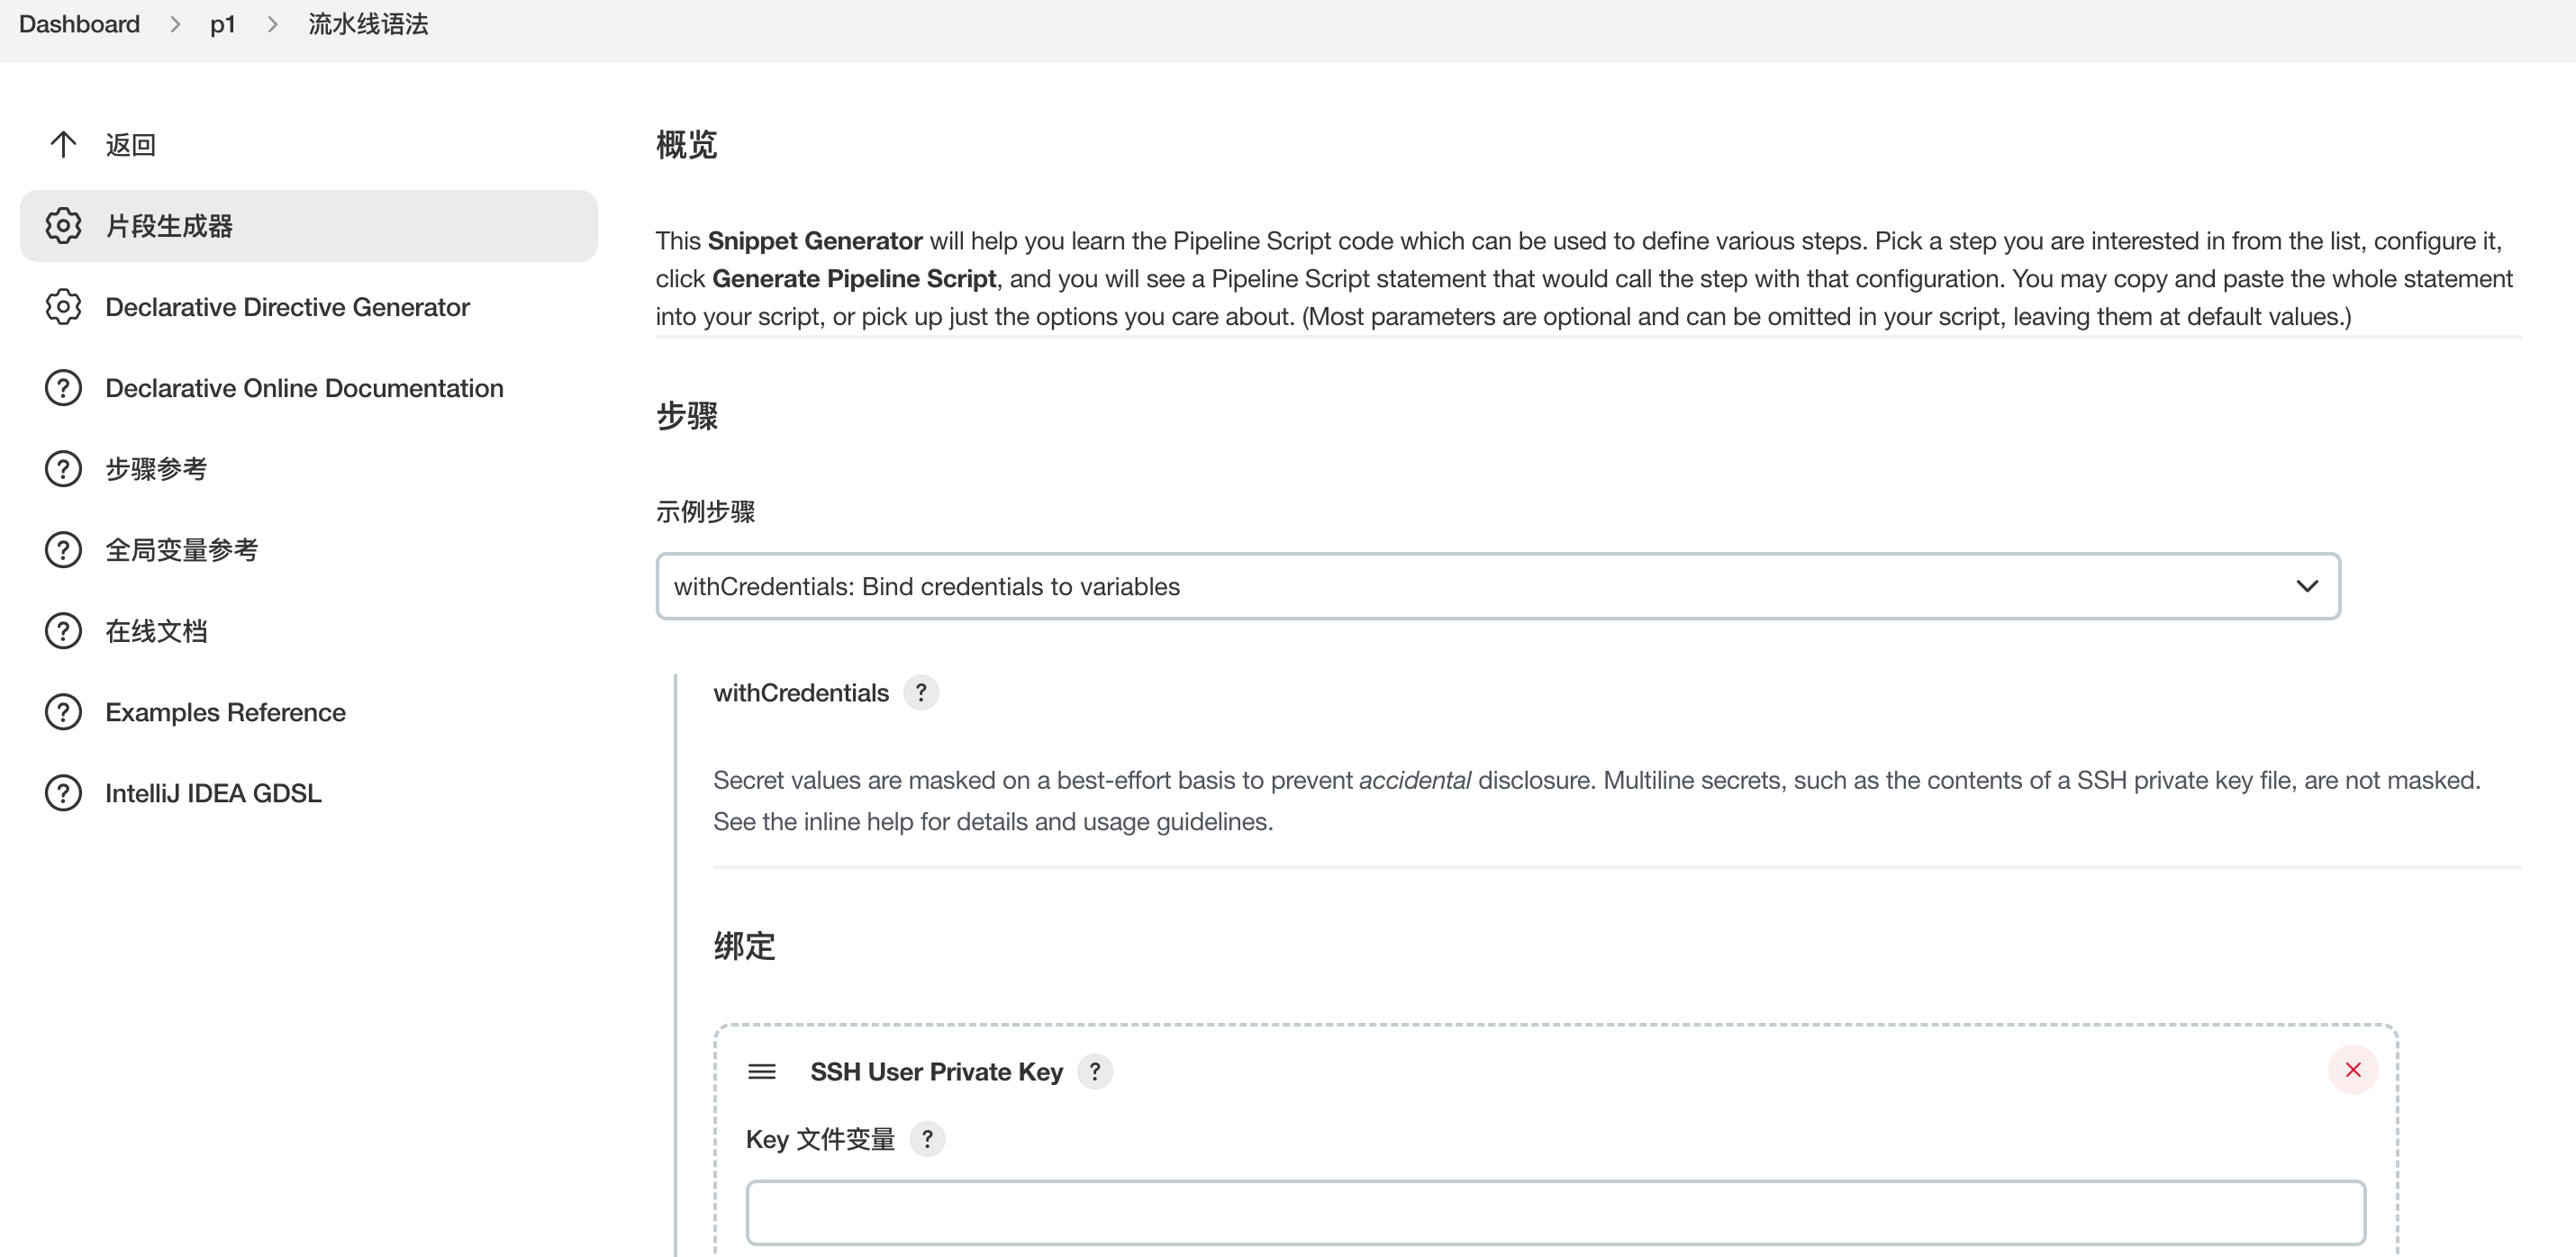 Dashboard > p1 > 流水线语法
返回
片段生成器
Declarative Directive Generator
Declarative Online Documentation
步骤参考
全局变量参考
在线文档
Examples Reference
IntelliJ IDEA GDSL
概览
This Snippet Generator will help you learn the Pipeline Script code which can be used to define various steps. Pick a step you are interested in from the list, configure it,
click Generate Pipeline Script, and you will see a Pipeline Script statement that would call the step with that configuration. You may copy and paste the whole statement
into your script, or pick up just the options you care about. (Most parameters are optional and can be omitted in your script, leaving them at default values.)
步骤
示例步骤
withCredentials: Bind credentials to variables
withCredentials ?
Secret values are masked on a best-effort basis to prevent accidental disclosure. Multiline secrets, such as the contents of a SSH private key file, are not masked.
See the inline help for details and usage guidelines.
绑定
SSH User Private Key ?
Key 文件变量 ?